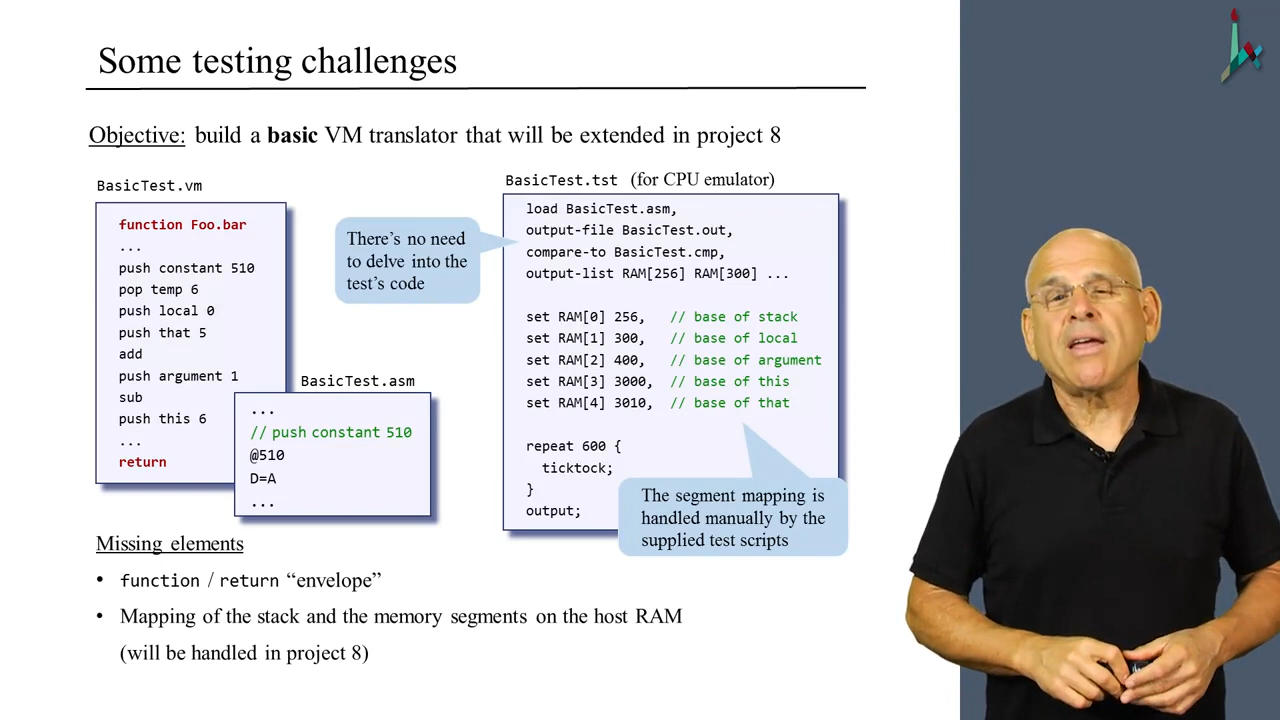 Some testing challenges
Objective: build a basic VM translator that will be extended in project 8
BasicTest.vm
function Foo.bar
...
push constant 510
pop temp 6
push local 0
push that 5
add
push argument 1
sub
push this 6
...
return
BasicTest.asm
...
// push constant 510
@510
D=A
...
There’s no need
to delve into the
test’s code
BasicTest.tst (for CPU emulator)
load BasicTest.asm,
output-file BasicTest.out,
compare-to BasicTest.cmp,
output-list RAM[256] RAM[300] ...
set RAM[0] 256, // base of stack
set RAM[1] 300, // base of local
set RAM[2] 400, // base of argument
set RAM[3] 3000, // base of this
set RAM[4] 3010, // base of that
repeat 600 {
ticktock;
}
output;
The segment mapping is
handled manually by the
supplied test scripts
Missing elements
• function / return “envelope”
• Mapping of the stack and the memory segments on the host RAM
(will be handled in project 8)